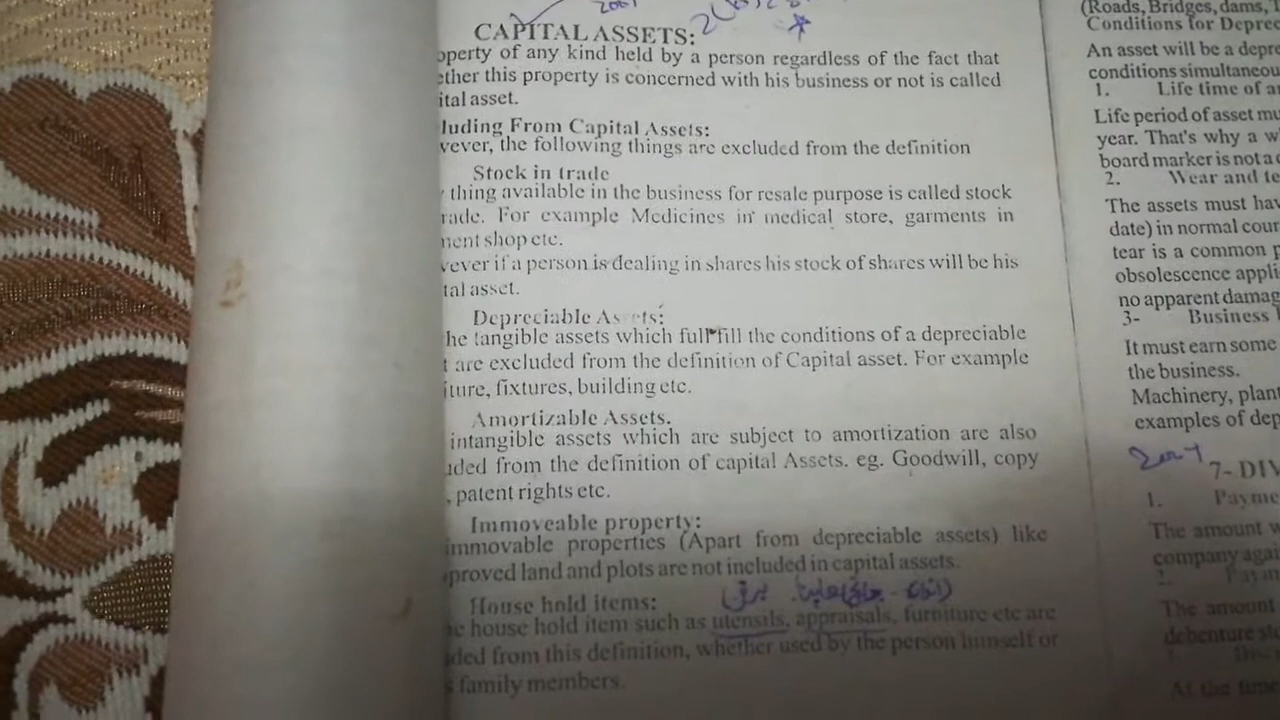 2001
CAPITAL ASSETS:
operty of any kind held by a person regardless of the fact that
ether this property is concerned with his business or not is called
ital asset.
luding From Capital Assets:
vever, the following things are excluded from the definition
Stock in trade
thing available in the business for resale purpose is called stock
rade. For example Medicines in medical store, garments in
ment shop etc.
vever if a person is dealing in shares his stock of shares will be his
tal asset.
Depreciable Assets:
he tangible assets which full fill the conditions of a depreciable
t are excluded from the definition of Capital asset. For example
iture, fixtures, building etc.
Amortizable Assets.
intangible assets which are subject to amortization are also
uded from the definition of capital Assets. eg. Goodwill, copy
, patent rights etc.
Immoveable property:
immovable properties (Apart from depreciable assets) like
proved land and plots are not included in capital assets.
House hold items:
e house hold item such as utensils, appraisals, furniture etc are
ded from this definition, whether used by the person himself or
s family members.
(Roads, Bridges, dams,
Conditions for Deprec
An asset will be a depre
conditions simultaneou
1. Life time of a
Life period of asset mu
year. That's why a w
board marker is not a
2. Wear and te
The assets must hav
date) in normal cour
tear is a common p
obsolescence appli
no apparent damag
3- Business
It must earn some
the business.
Machinery, plant
examples of dep
7- DIV
1. Payme
The amount w
company agai
2.
The amount
debenture
At the time